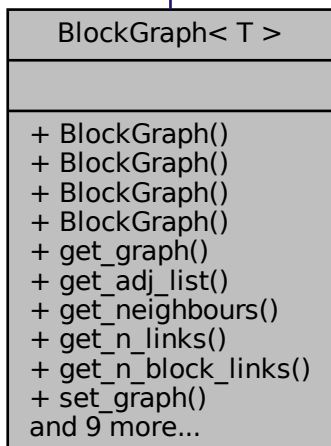 BlockGraph< T >
+ BlockGraph()
+ BlockGraph()
+ BlockGraph()
+ BlockGraph()
+ get_graph()
+ get_adj_list()
+ get_neighbours()
+ get_n_links()
+ get_n_block_links()
+ set_graph()
and 9 more...